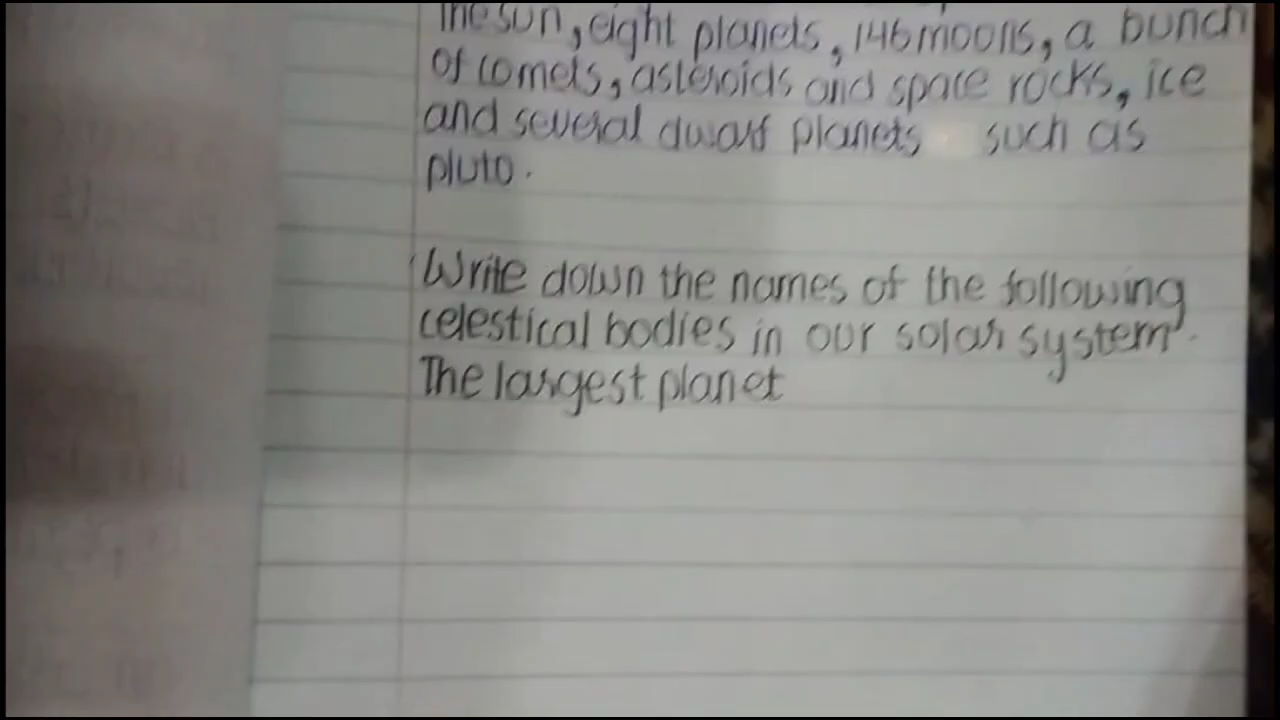 The sun, eight planets, 146 moons, a bunch
of comets, asteroids and space rocks, ice
and several dwarf planets such as
pluto.
Write down the names of the following
celestical bodies in our solar system.
The largest planet